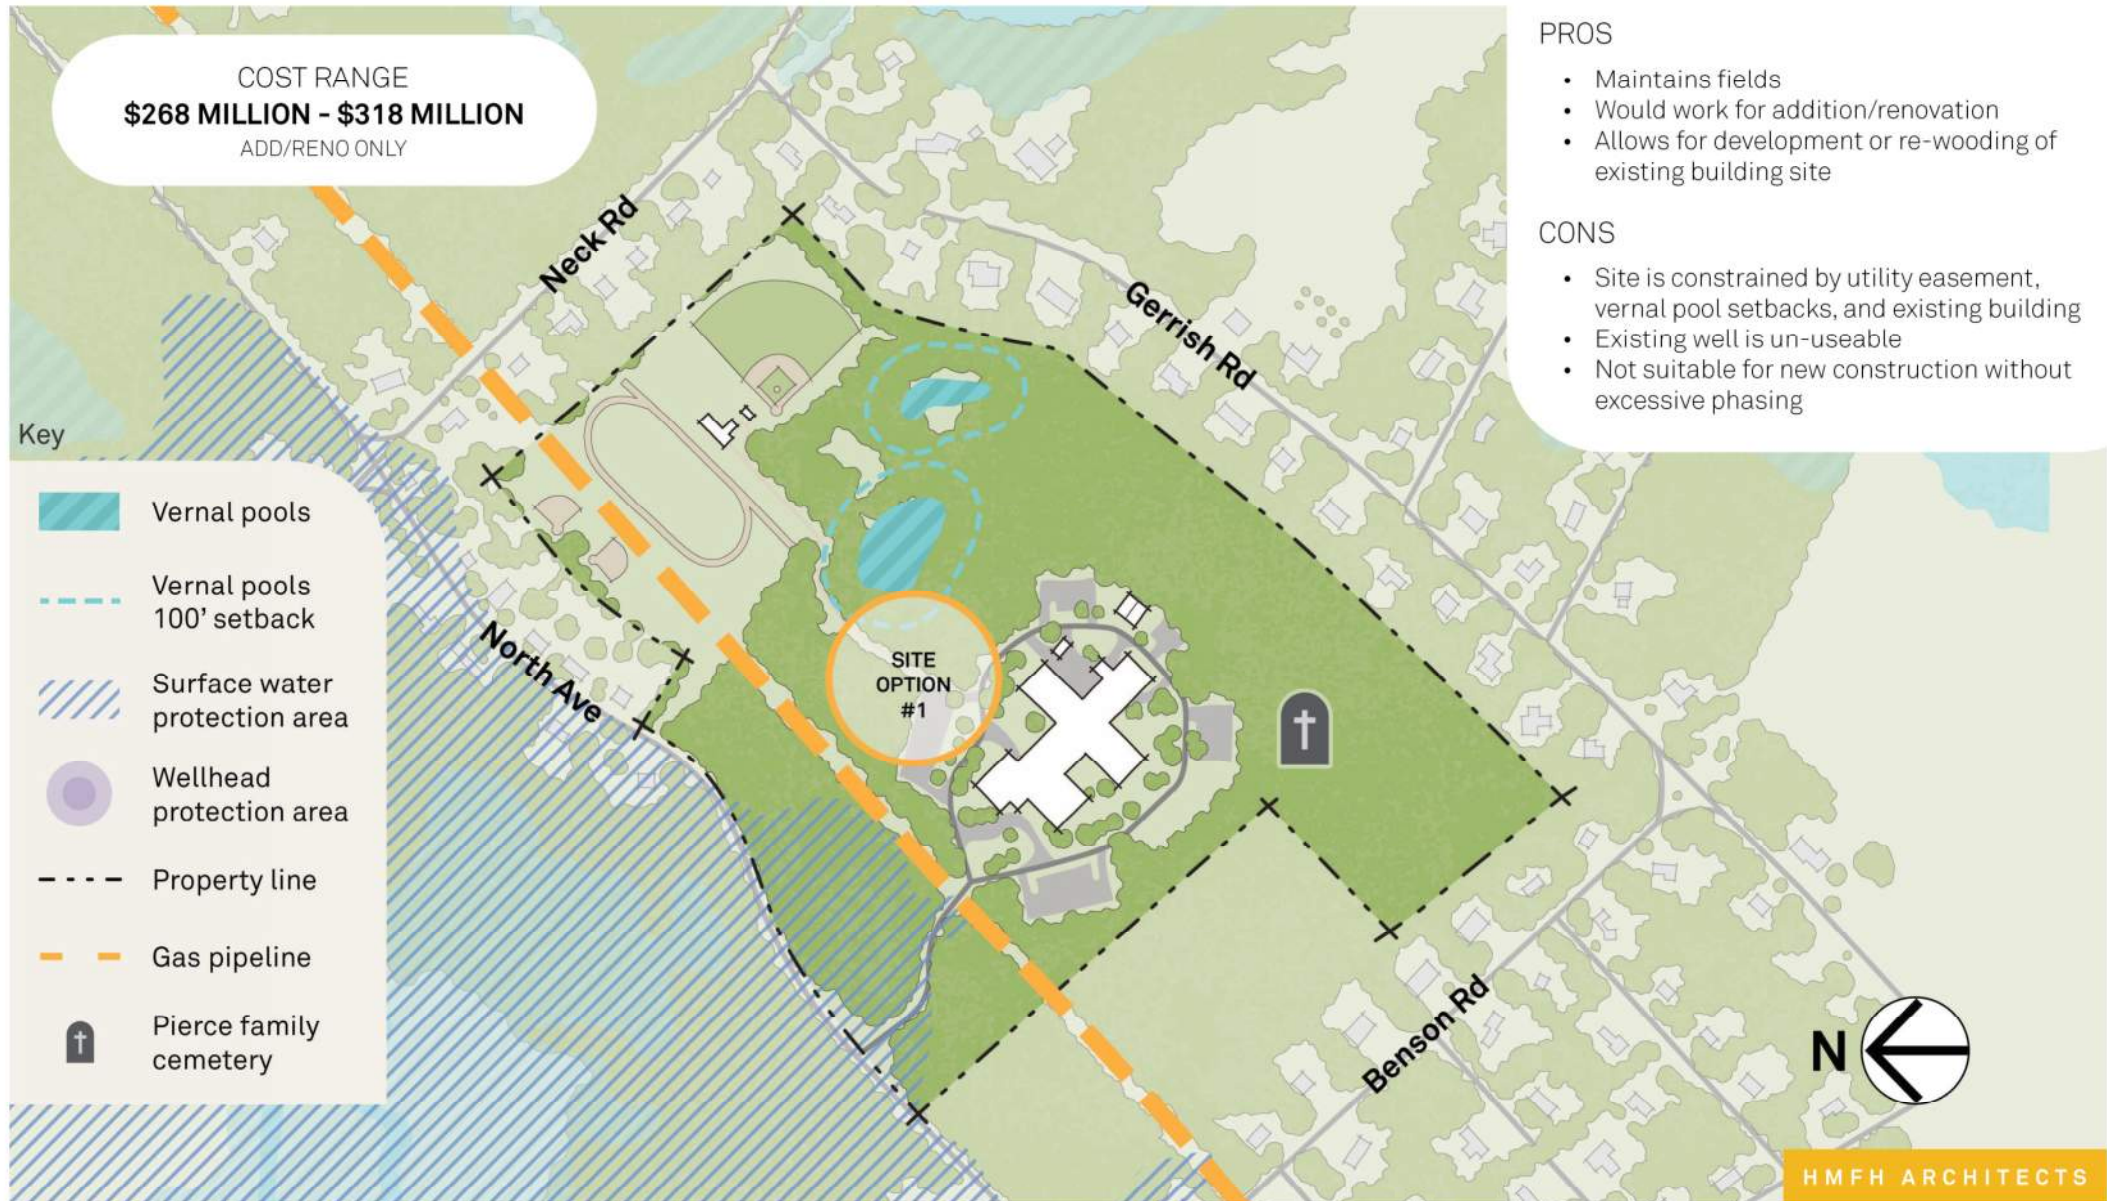 COST RANGE
$268 MILLION - $318 MILLION
ADD/RENO ONLY
PROS
• Maintains fields
• Would work for addition/renovation
• Allows for development or re-wooding of
existing building site
CONS
• Site is constrained by utility easement,
vernal pool setbacks, and existing building
• Existing well is un-useable
• Not suitable for new construction without
excessive phasing
Neck Rd
Gerrish Rd
North Ave
Benson Rd
SITE
OPTION
#1
Key
Vernal pools
Vernal pools
100' setback
Surface water
protection area
Wellhead
protection area
Property line
Gas pipeline
Pierce family
cemetery
N
HMFH ARCHITECTS